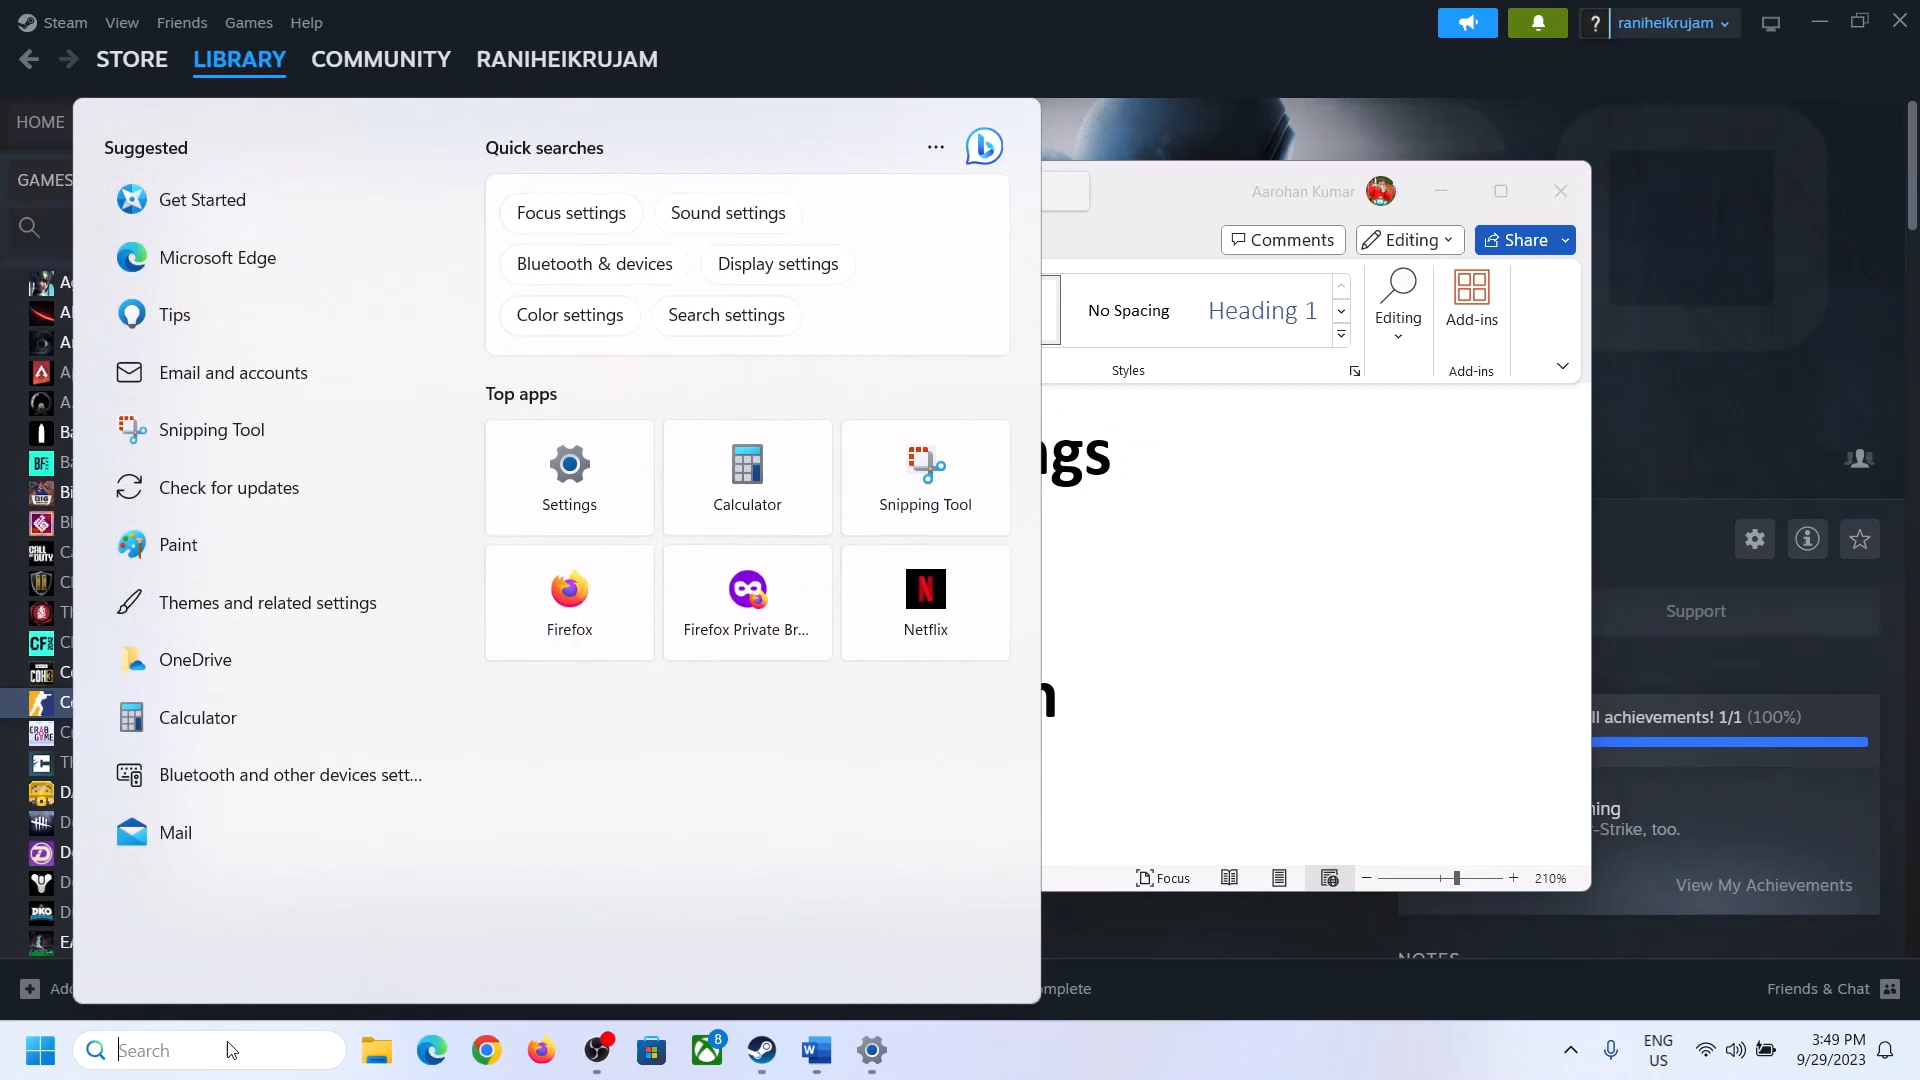 Steam View Friends Games Help
? raniheikrujam
STORE LIBRARY COMMUNITY RANIHEIKRUJAM
HOME
GAMES
Suggested
Get Started
Microsoft Edge
Tips
Email and accounts
Snipping Tool
Check for updates
Paint
Themes and related settings
OneDrive
Calculator
Bluetooth and other devices sett...
Mail
Quick searches
Focus settings Sound settings
Bluetooth & devices Display settings
Color settings Search settings
Top apps
Settings Calculator Snipping Tool
Firefox Firefox Private Br... Netflix
Aarohan Kumar
Comments Editing Share
No Spacing Heading 1
Editing
Add-ins
Styles
Add-ins
ngs
n
Focus
210%
Support
ll achievements! 1/1 (100%)
ning
-Strike, too.
View My Achievements
NOTES
Add
omplete
Friends & Chat
Search
8
ENG
US
3:49 PM
9/29/2023